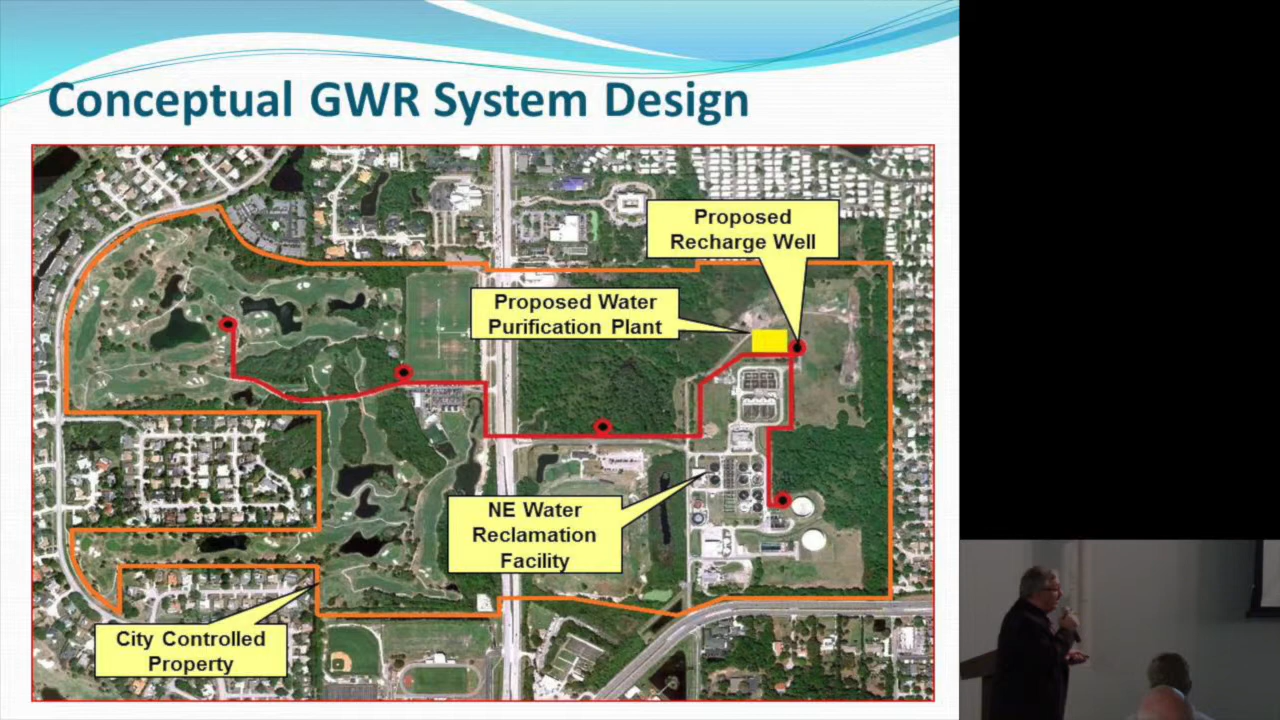 Conceptual GWR System Design
Proposed
Recharge Well
Proposed Water
Purification Plant
NE Water
Reclamation
Facility
City Controlled
Property